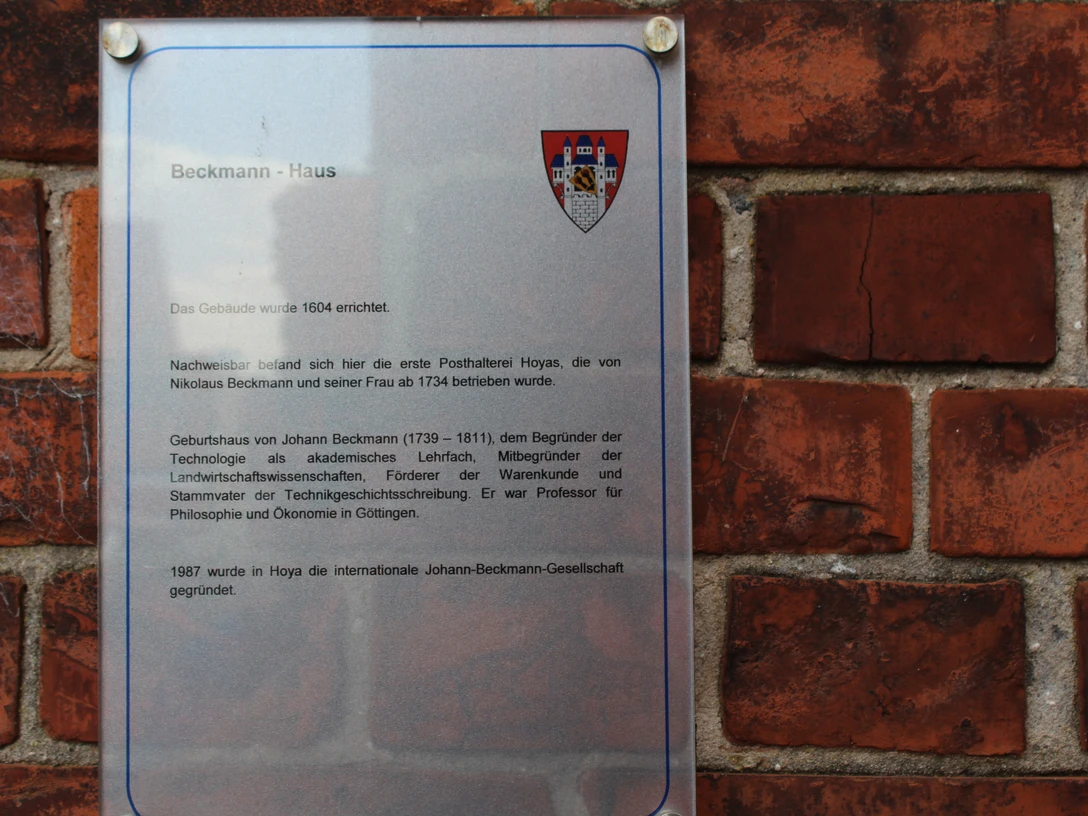 Beckmann - Haus
Das Gebäude wurde 1604 errichtet.
Nachweisbar befand sich hier die erste Posthalterei Hoyas, die von
Nikolaus Beckmann und seiner Frau ab 1734 betrieben wurde.
Geburtshaus von Johann Beckmann (1739 – 1811), dem Begründer der
Technologie als akademisches Lehrfach, Mitbegründer der
Landwirtschaftswissenschaften, Förderer der Warenkunde und
Stammvater der Technikgeschichtsschreibung. Er war Professor für
Philosophie und Ökonomie in Göttingen.
1987 wurde in Hoya die internationale Johann-Beckmann-Gesellschaft
gegründet.